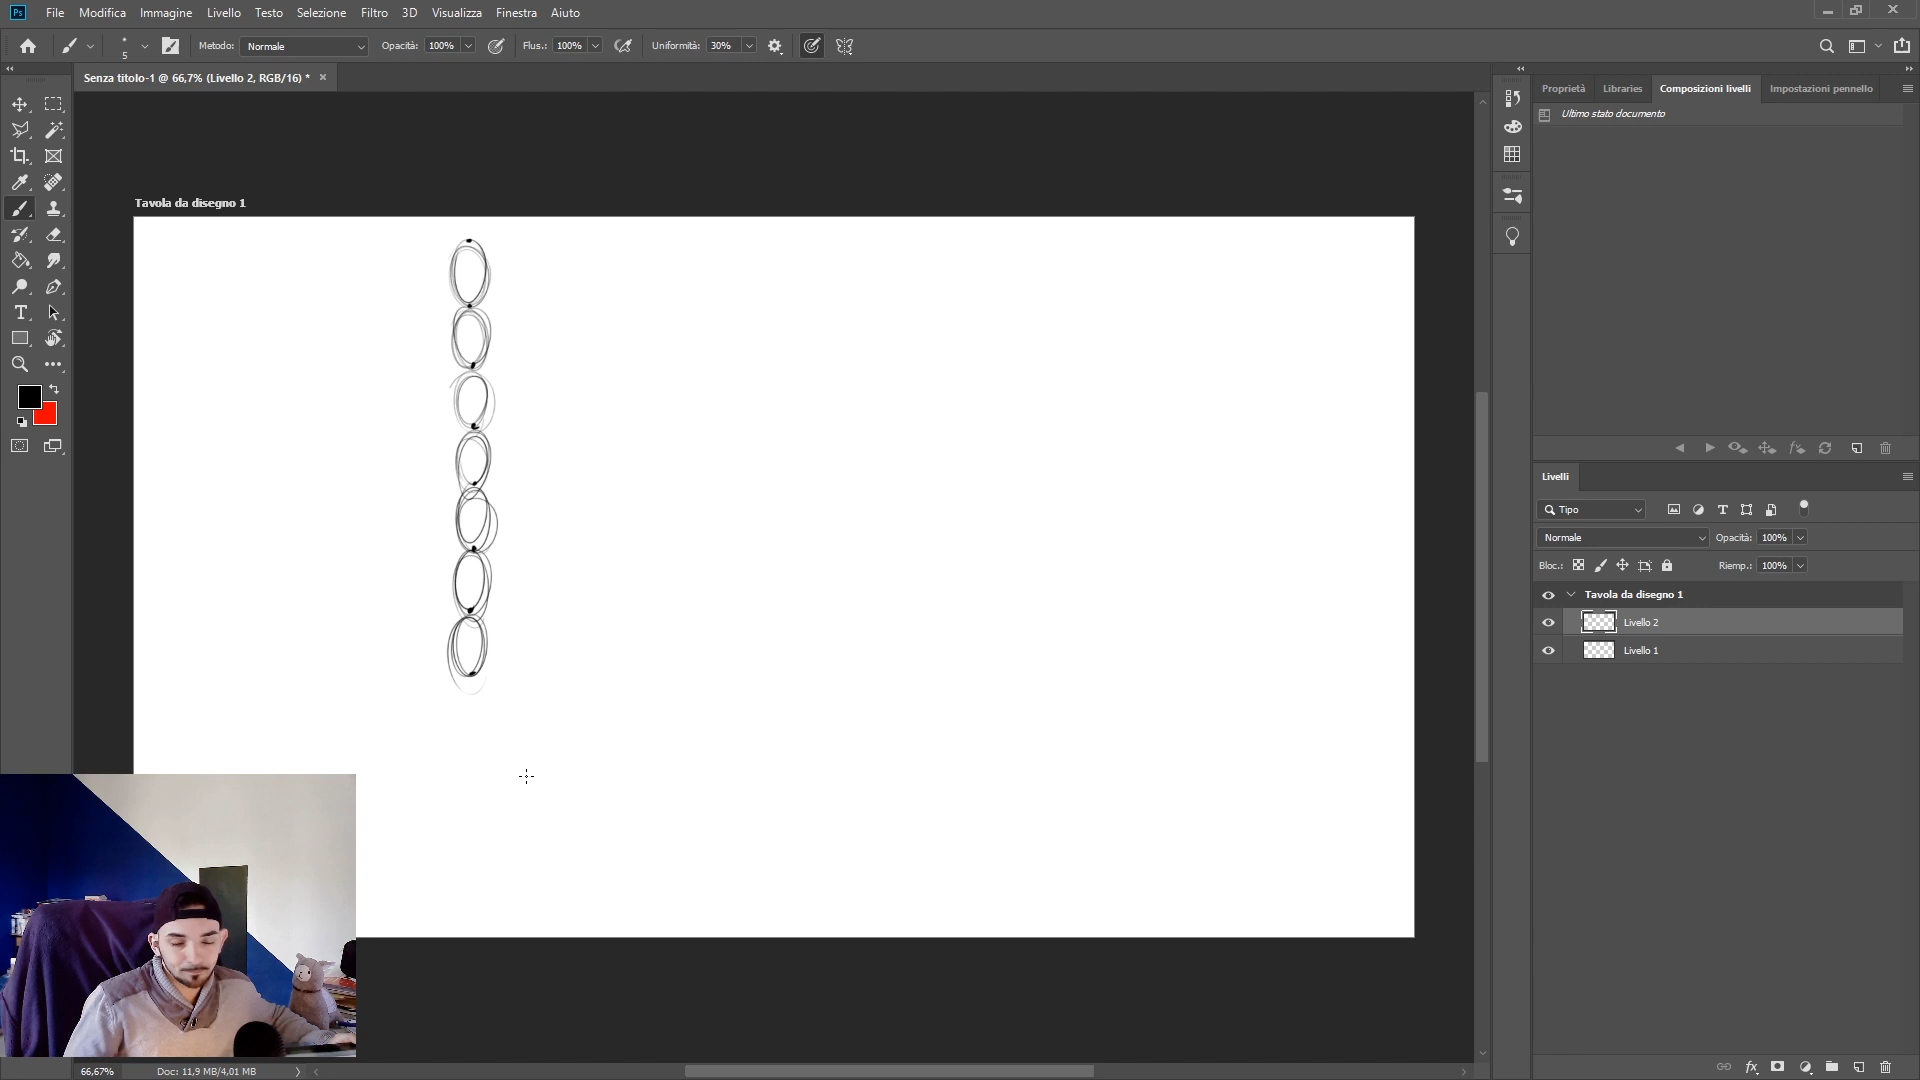 Ps File Modifica Immagine Livello Testo Selezione Filtro 3D Visualizza Finestra Aiuto
5 Metodo: Normale Opacità: 100% Flus.: 100% Uniformità: 30%
Senza titolo-1 @ 66,7% (Livello 2, RGB/16) *
Proprietà Libraries Composizioni livelli Impostazioni pennello
Ultimo stato documento
Tavola da disegno 1
Livelli
Tipo
Normale Opacità: 100%
Bloc.: Riemp.: 100%
Tavola da disegno 1
Livello 2
Livello 1
66,67% Doc: 11,9 MB/4,01 MB